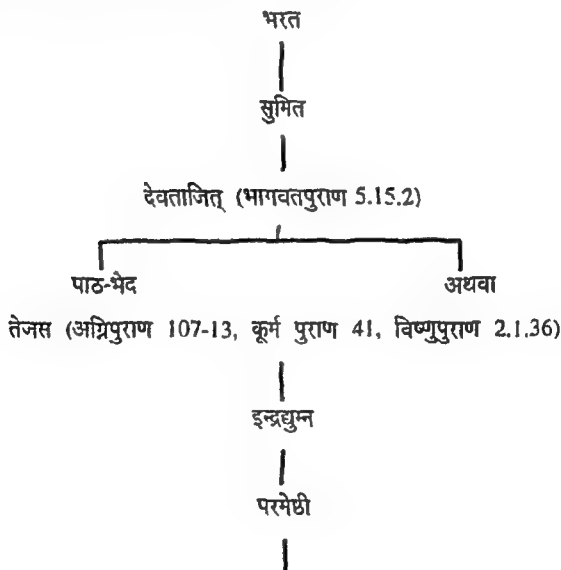 भरत
सुमित
देवताजित् (भागवतपुराण 5.15.2)
पाठ-भेद अथवा
तेजस (अग्निपुराण 107-13, कूर्म पुराण 41, विष्णुपुराण 2.1.36)
इन्द्रद्युम्न
परमेष्ठी